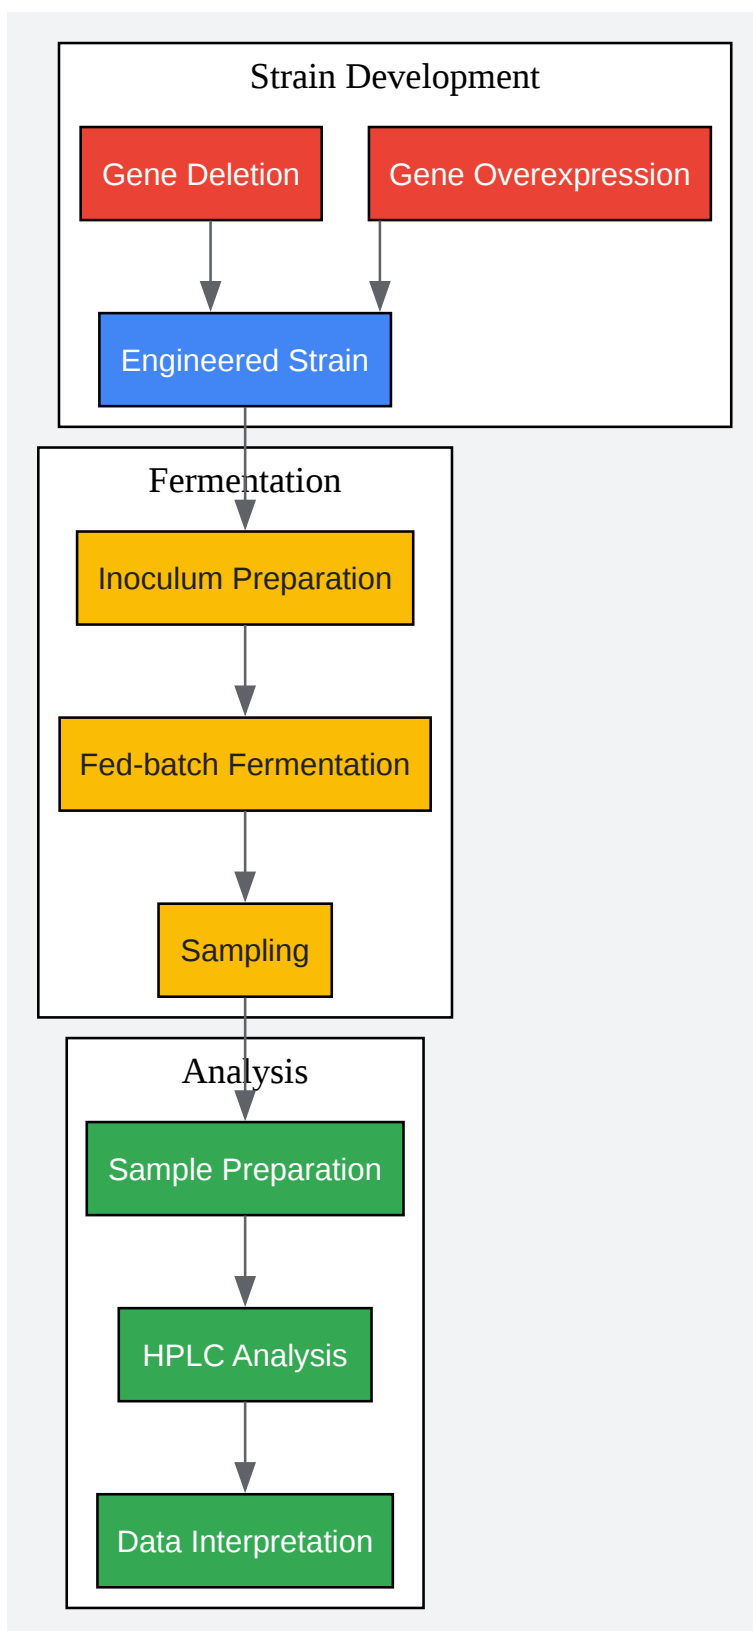 Strain Development
Gene Deletion
Gene Overexpression
Engineered Strain
Fermentation
Inoculum Preparation
Fed-batch Fermentation
Sampling
Analysis
Sample Preparation
HPLC Analysis
Data Interpretation